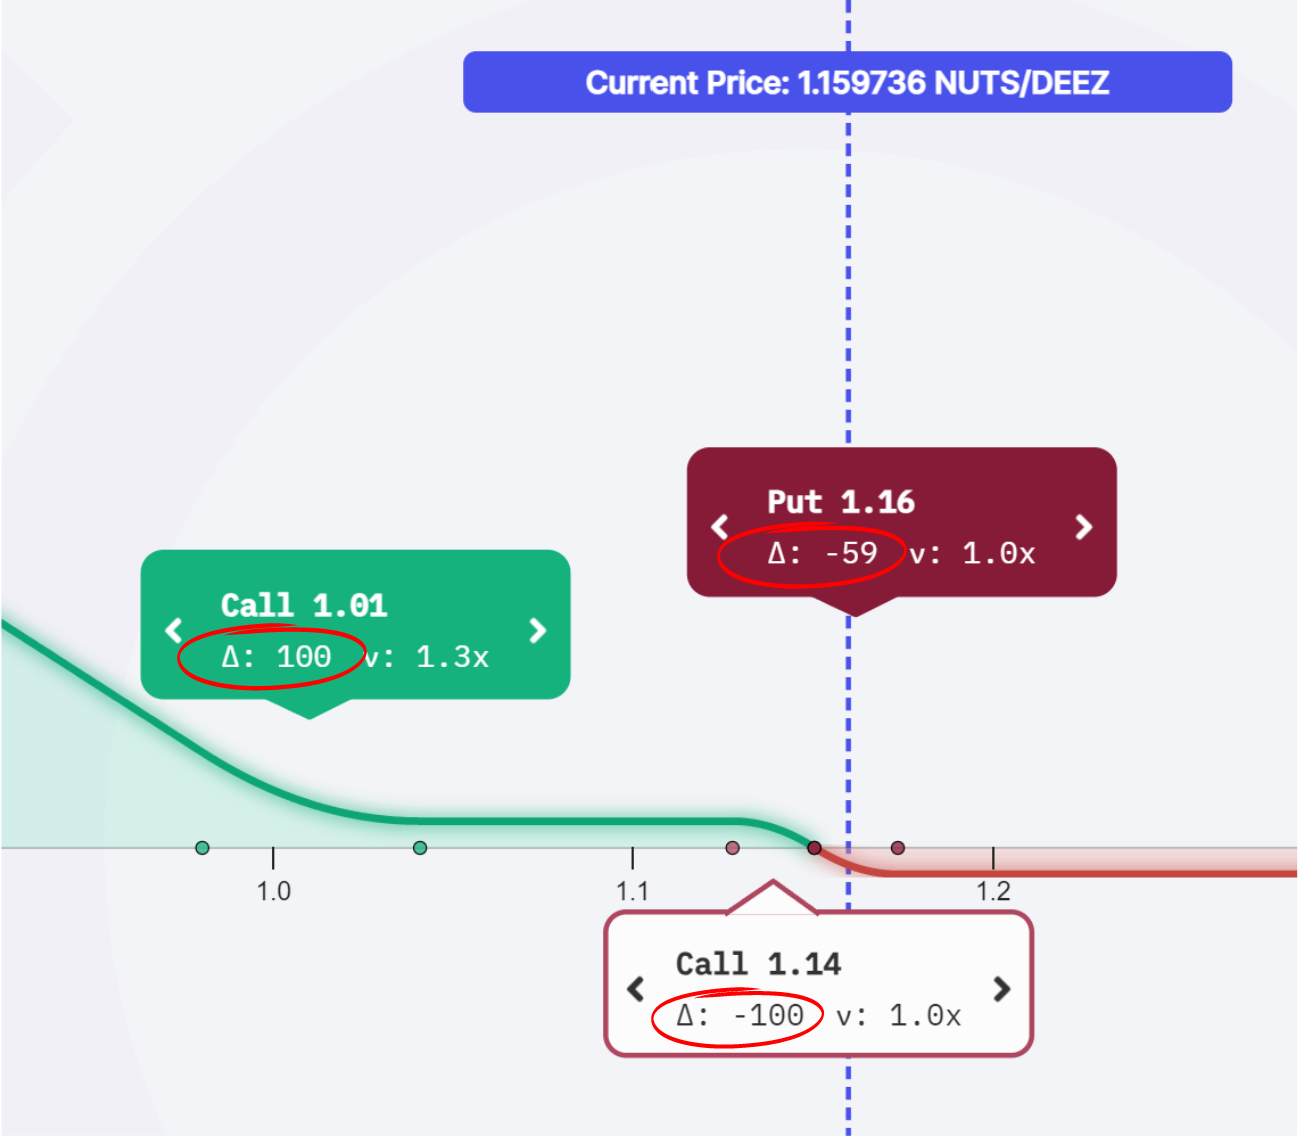 Current Price: 1.159736 NUTS/DEEZ
Put 1.16
Δ: -59 ν: 1.0x
Call 1.01
Δ: 100 ν: 1.3x
1.0
1.1
1.2
Call 1.14
Δ: -100 ν: 1.0x